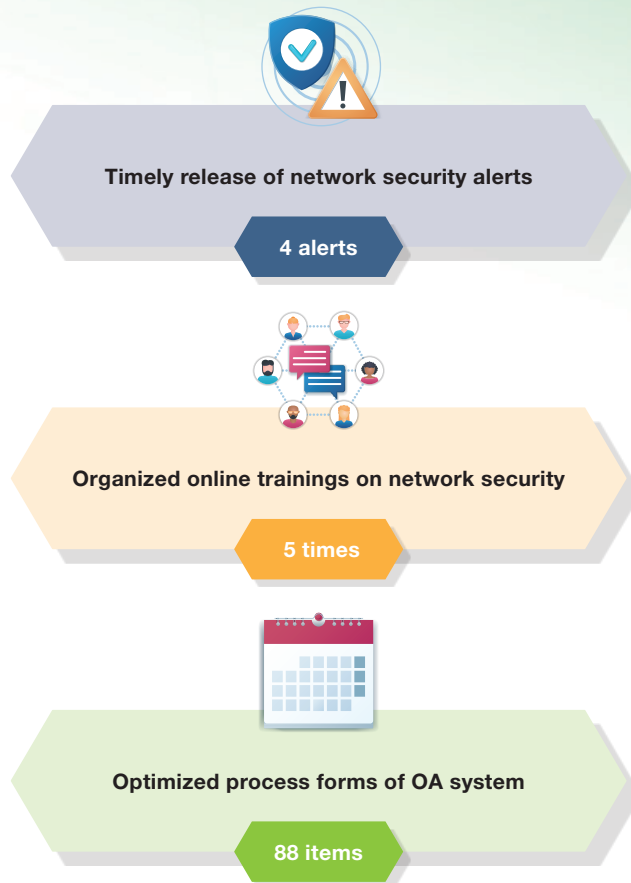 Timely release of network security alerts
4 alerts
Organized online trainings on network security
5 times
Optimized process forms of OA system
88 items